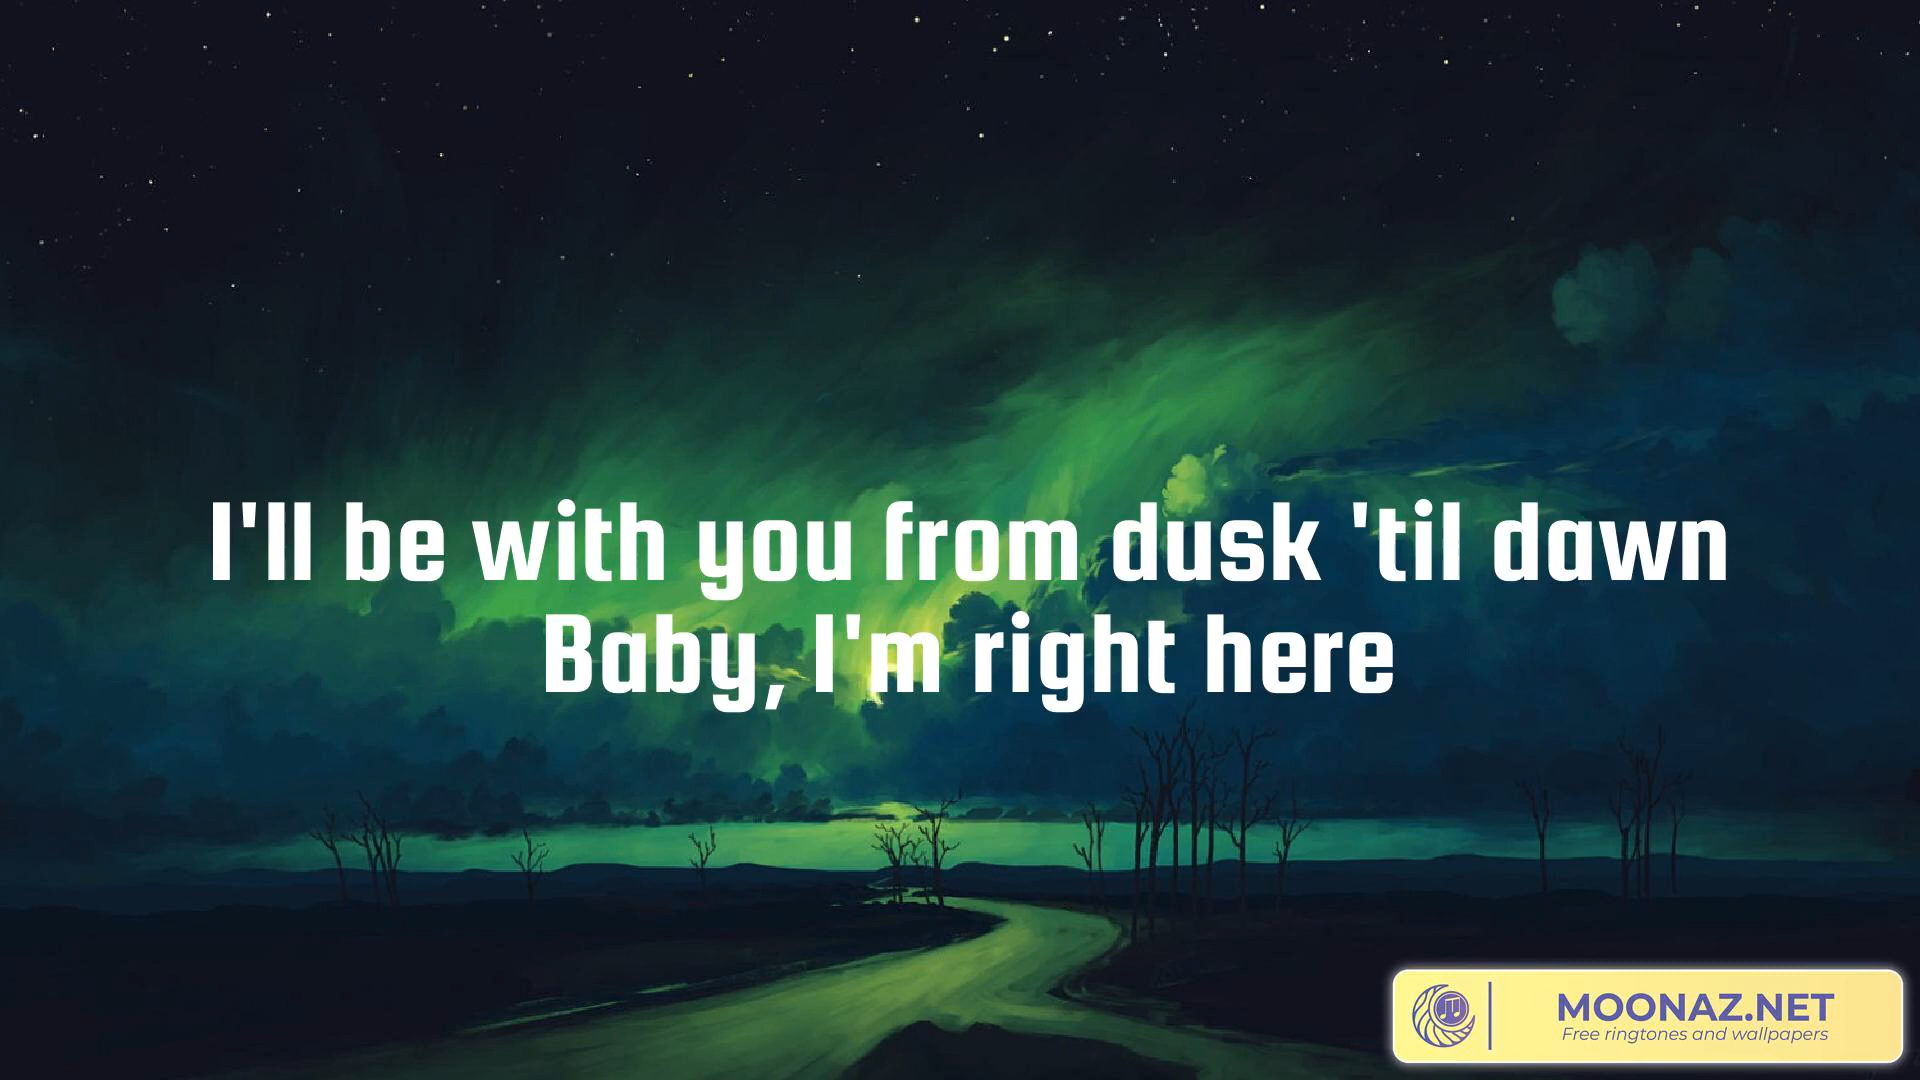 I'll be with you from dusk 'til dawn
Baby, I'm right here
MOONAZ.NET
Free ringtones and wallpapers